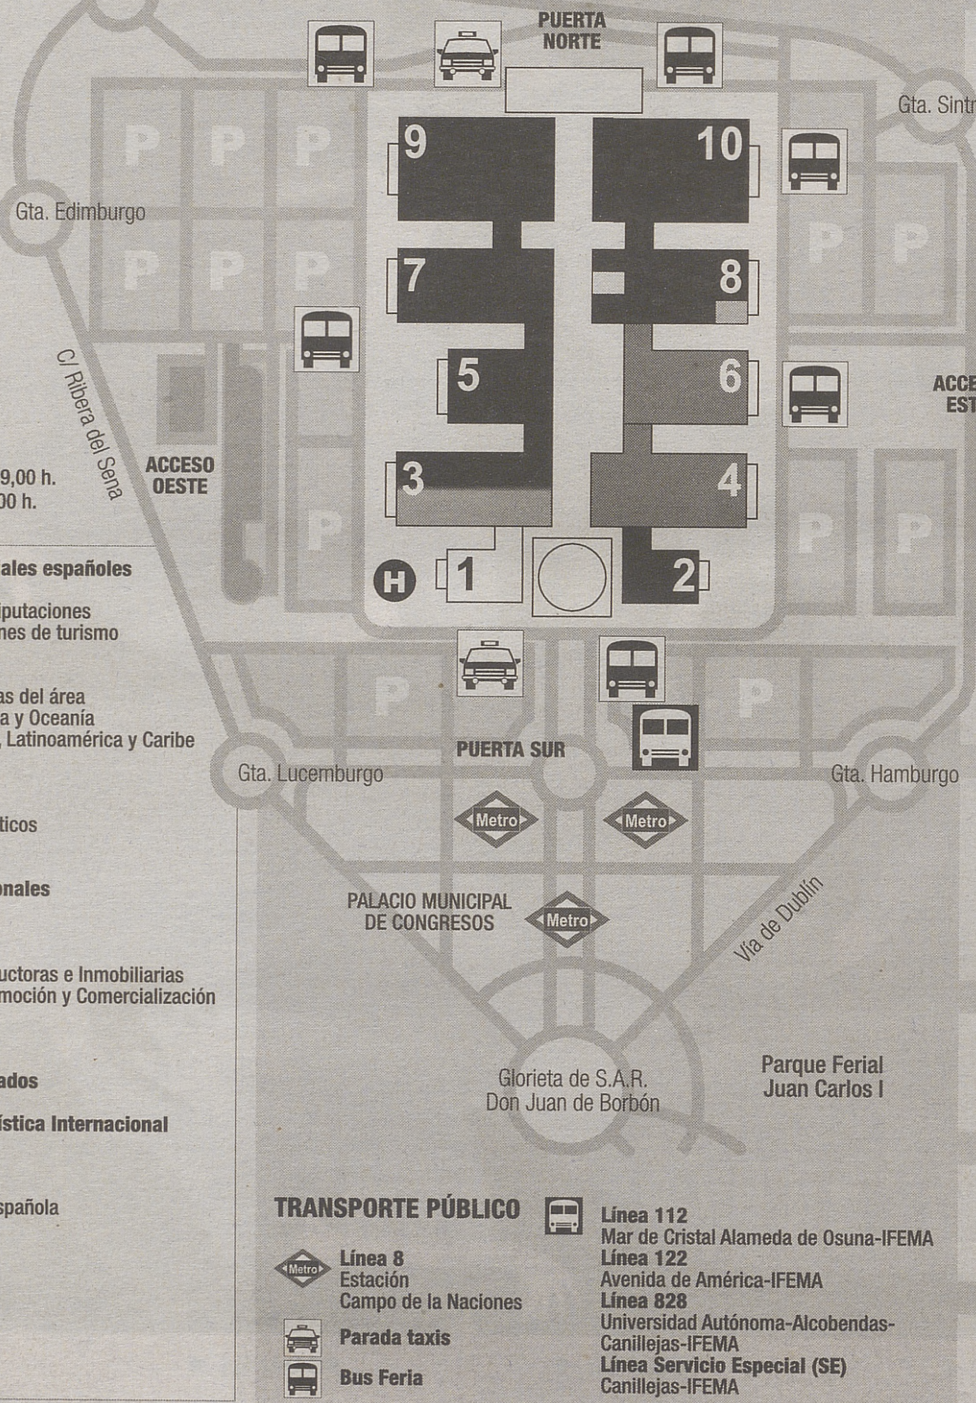 PUERTA
NORTE
Gta.
9
10
P P P
Gta. Edimburgo
P P
7
8
P P P
C/ Ribera del Sena
5
6
ACCESO
OESTE
9,00 h.
00 h.
3
4
P
P P
ales españoles
H
1
2
nes de turismo
as del área
a y Oceanía
, Latinoamérica y Caribe
P
P
PUERTA SUR
Gta. Lucemburgo
Gta. Hamburgo
Metro
Metro
ticos
onales
PALACIO MUNICIPAL
DE CONGRESOS
Metro
Vía de Dublín
uctoras e Inmobiliarias
moción y Comercialización
Glorieta de S.A.R.
Don Juan de Borbón
Parque Ferial
Juan Carlos I
ados
ística Internacional
spañola
TRANSPORTE PÚBLICO
Metro
Línea 8
Estación
Campo de la Naciones
Parada taxis
Bus Feria
Línea 112
Mar de Cristal Alameda de Osuna-IFEMA
Línea 122
Avenida de América-IFEMA
Línea 828
Universidad Autónoma-Alcobendas-
Canillejas-IFEMA
Línea Servicio Especial (SE)
Canillejas-IFEMA